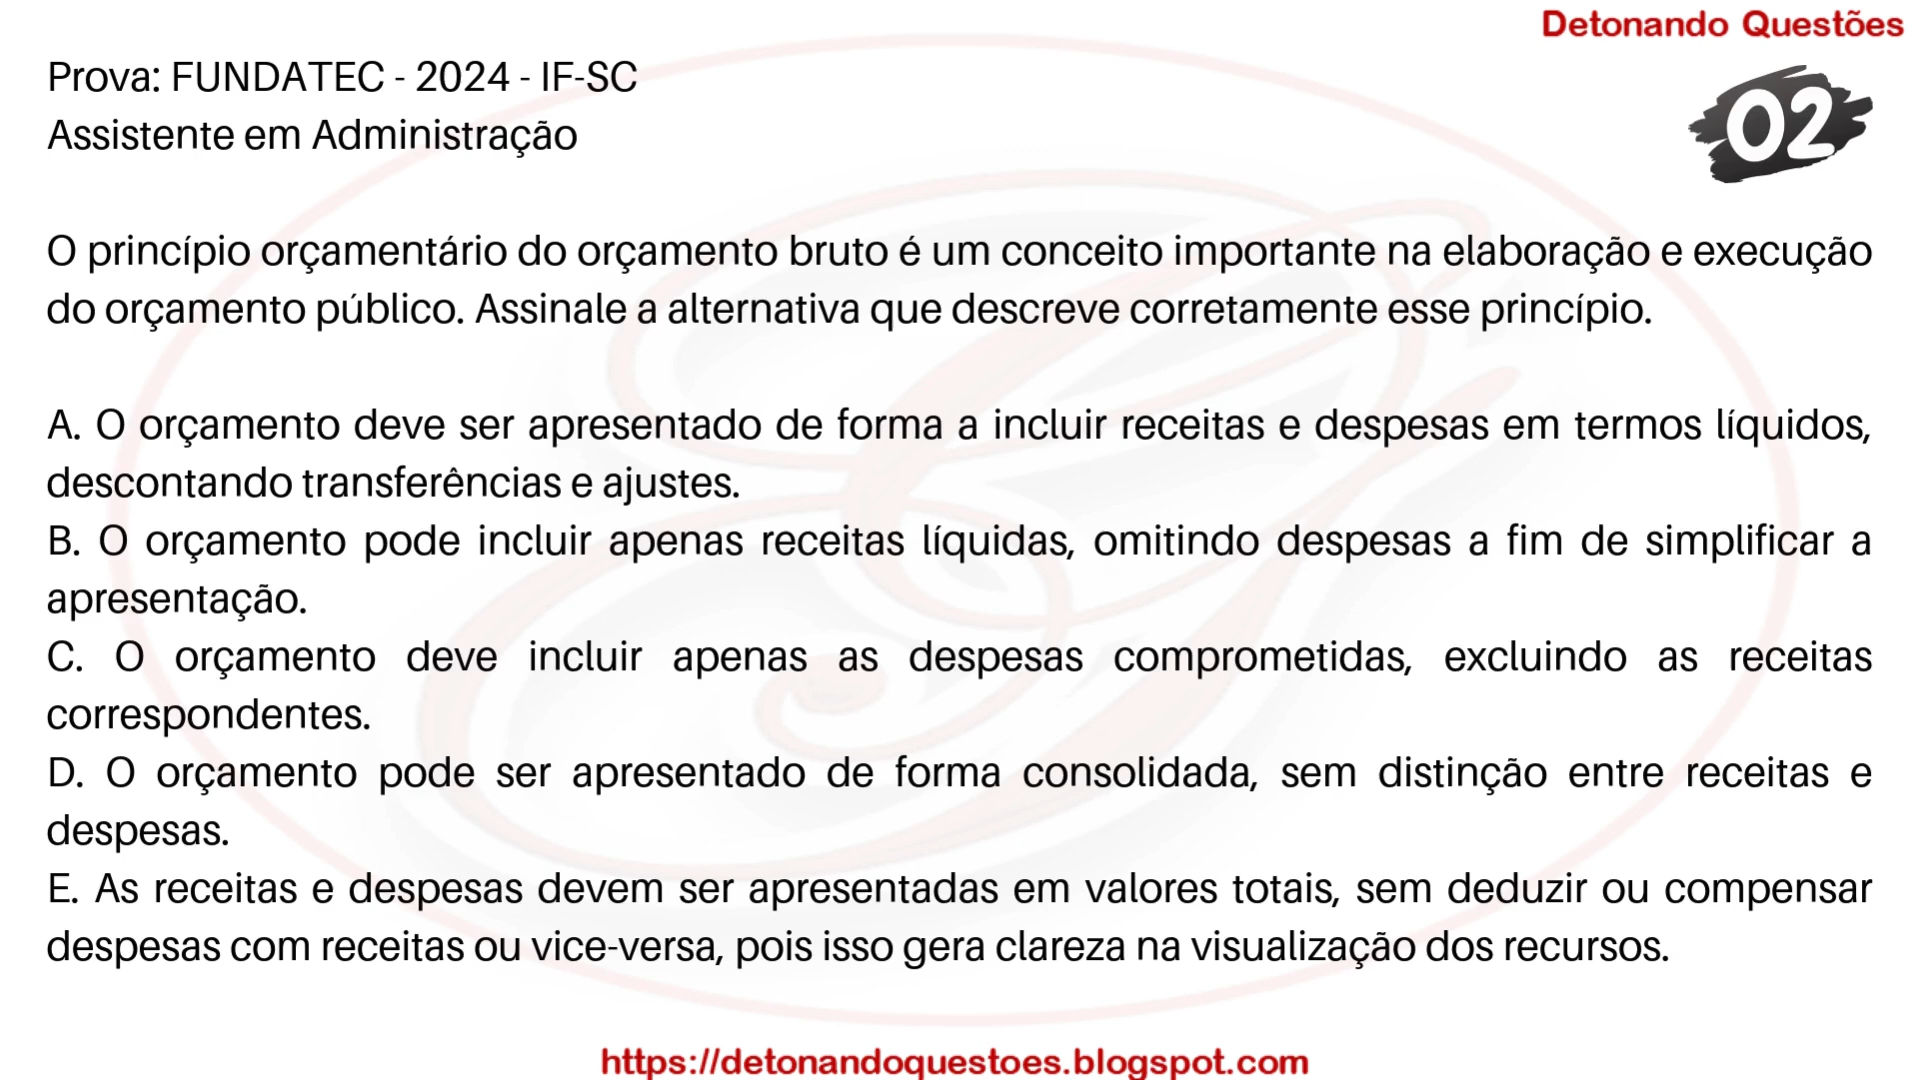 Detonando Questões
Prova: FUNDATEC - 2024 - IF-SC
Assistente em Administração
02
O princípio orçamentário do orçamento bruto é um conceito importante na elaboração e execução
do orçamento público. Assinale a alternativa que descreve corretamente esse princípio.
A. O orçamento deve ser apresentado de forma a incluir receitas e despesas em termos líquidos,
descontando transferências e ajustes.
B. O orçamento pode incluir apenas receitas líquidas, omitindo despesas a fim de simplificar a
apresentação.
C. O orçamento deve incluir apenas as despesas comprometidas, excluindo as receitas
correspondentes.
D. O orçamento pode ser apresentado de forma consolidada, sem distinção entre receitas e
despesas.
E. As receitas e despesas devem ser apresentadas em valores totais, sem deduzir ou compensar
despesas com receitas ou vice-versa, pois isso gera clareza na visualização dos recursos.
https://detonandoquestoes.blogspot.com